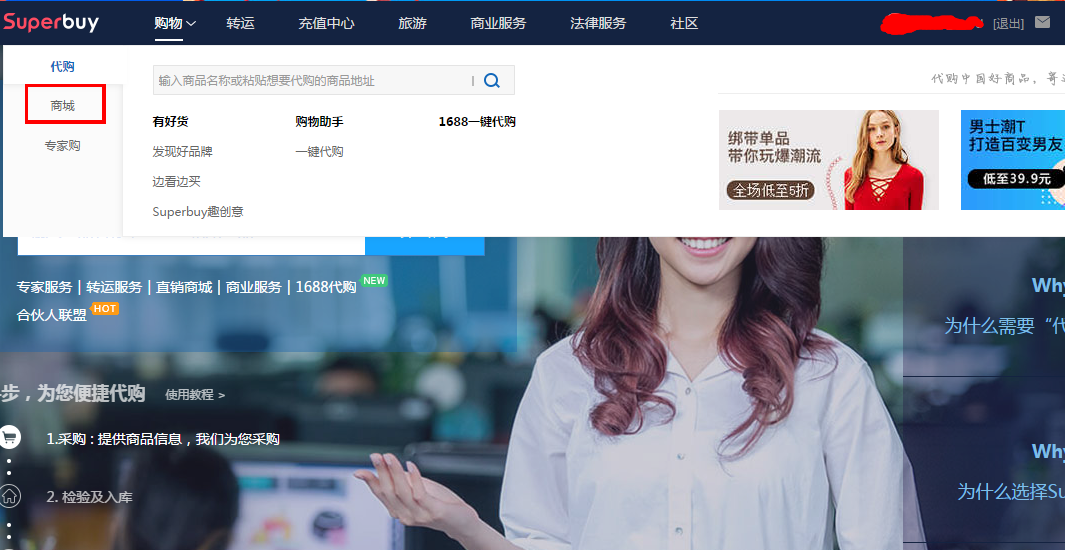 Superbuy
购物 转运 充值中心 旅游 商业服务 法律服务 社区 [退出]
代购
商城
专家购
输入商品名称或粘贴想要代购的商品地址
有好货 购物助手 1688一键代购
发现好品牌 一键代购
边看边买
Superbuy趣创意
代购中国好商品，
绑带单品
带你玩爆潮流
全场低至5折
男士潮T
打造百变男友
低至39.9元
专家服务 | 转运服务 | 直销商城 | 商业服务 | 1688代购 NEW
合伙人联盟 HOT
步，为您便捷代购 使用教程 >
1.采购 : 提供商品信息，我们为您采购
2. 检验及入库
Why
为什么需要“代
Why
为什么选择Su